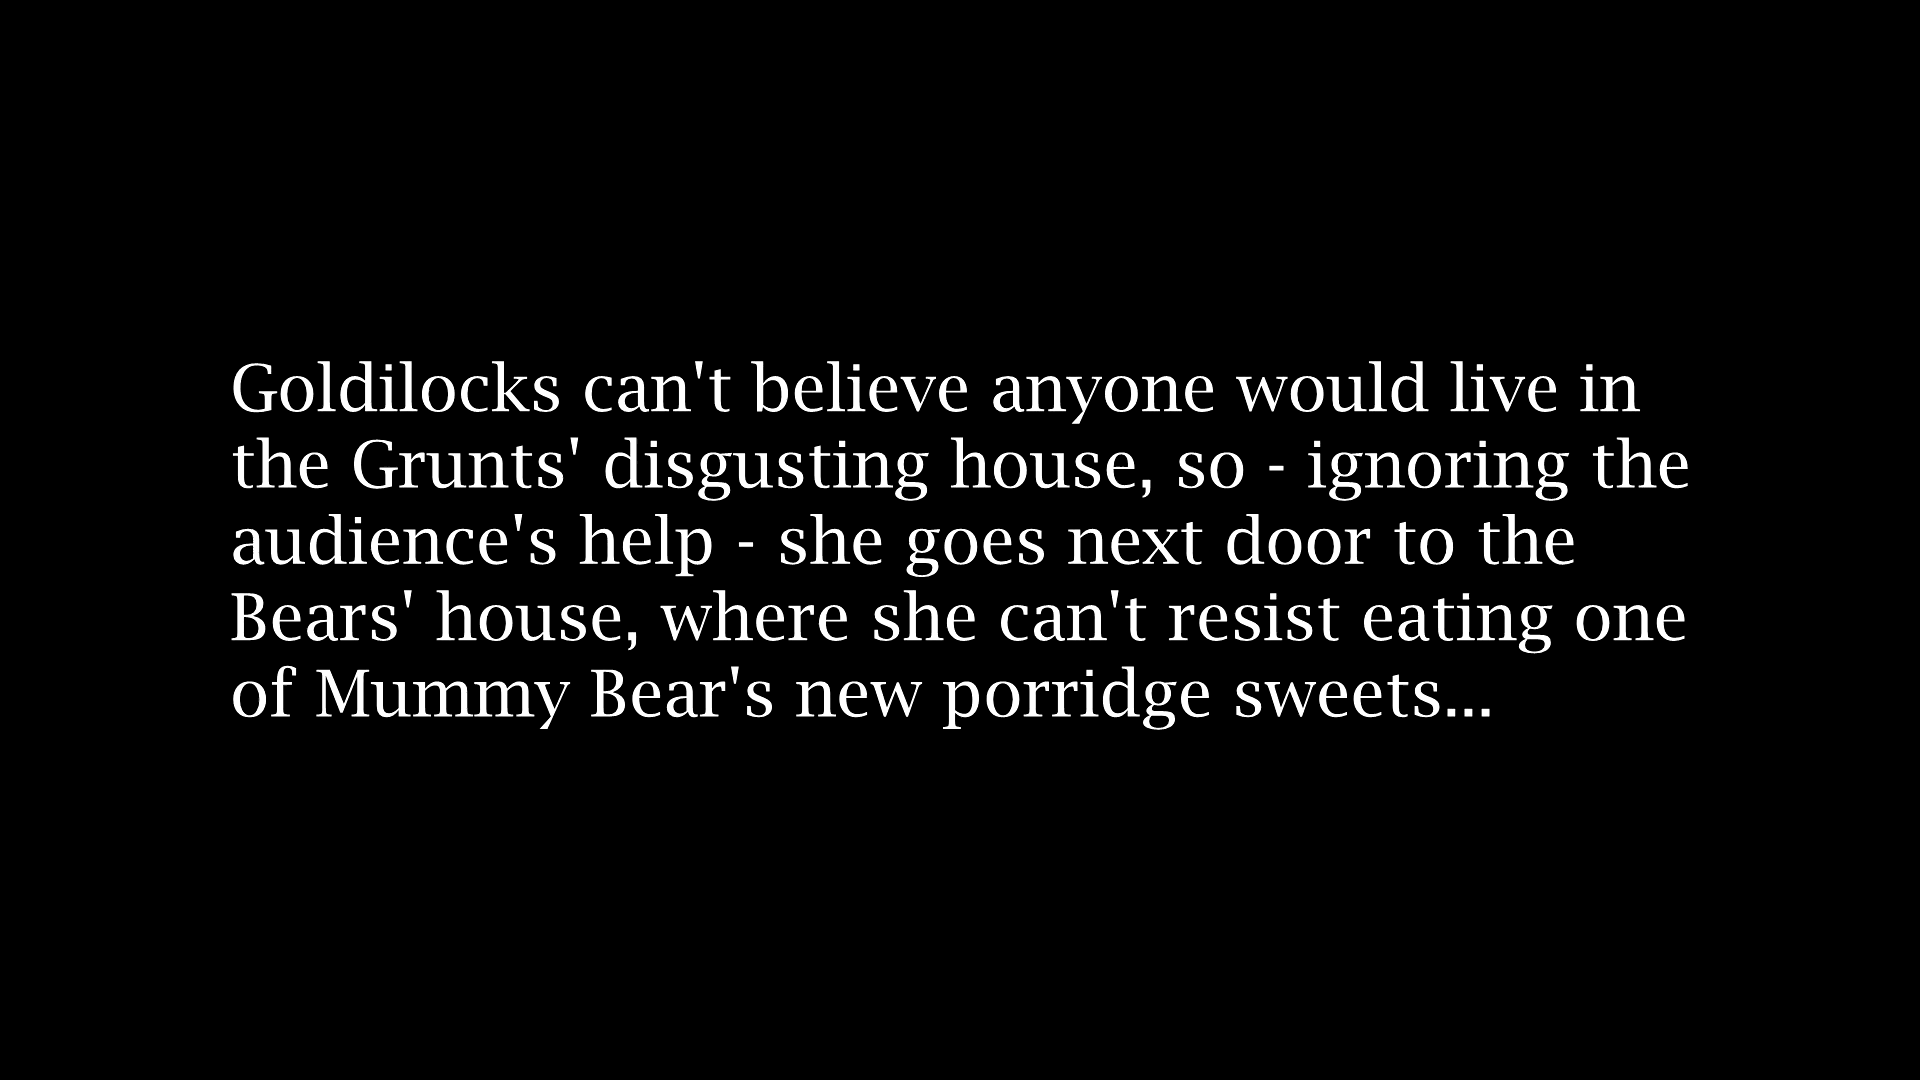 Goldilocks can't believe anyone would live in
the Grunts' disgusting house, so - ignoring the
audience's help - she goes next door to the
Bears' house, where she can't resist eating one
of Mummy Bear's new porridge sweets...